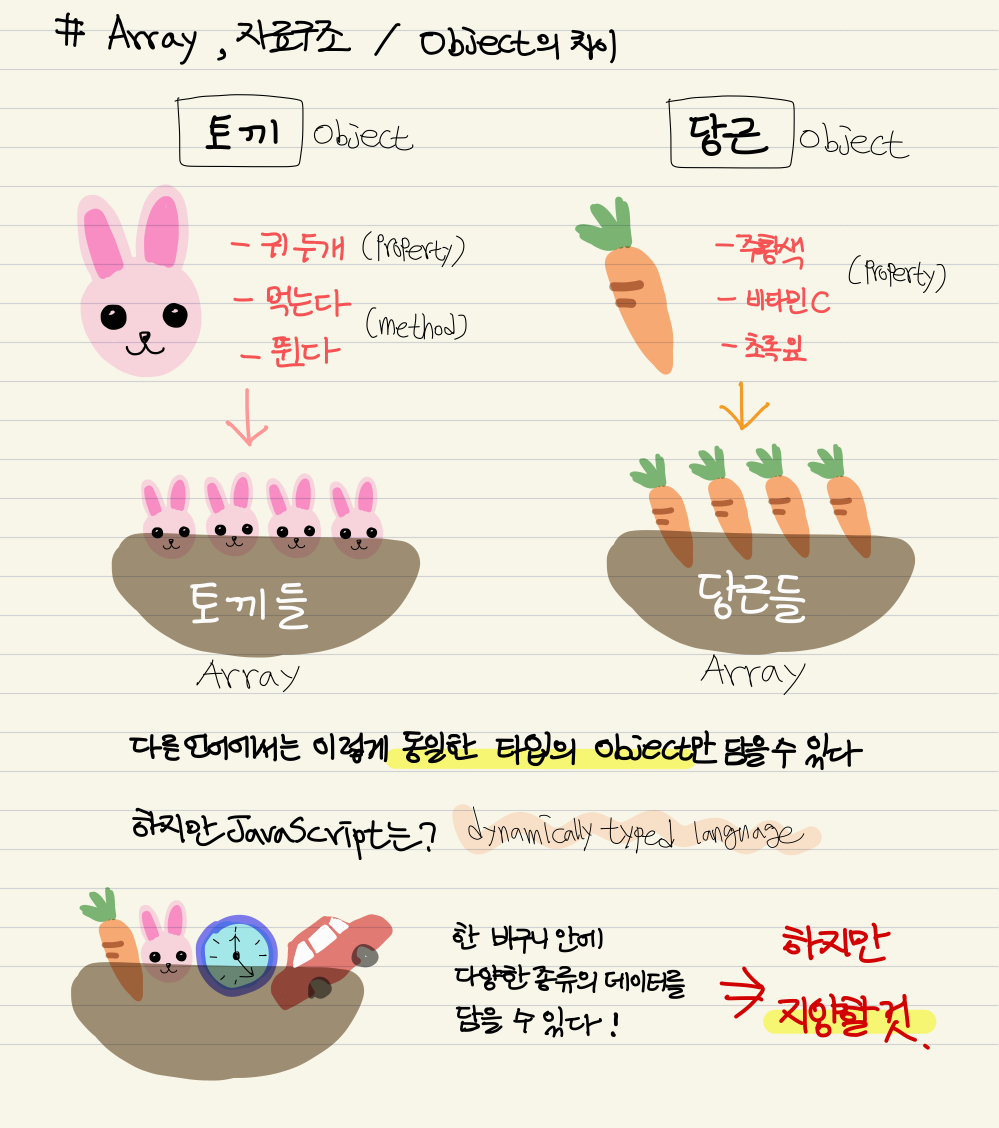 # Array, 자료구조 / Object의 차이
토끼 Object
당근 Object
- 귀 두개 (Property)
- 먹는다
- 뛴다
(method)
- 주황색
- 비타민 C
- 초록잎
(Property)
토끼들
Array
당근들
Array
다른 언어에서는 이렇게 동일한 타입의 Object만 담을 수 있다
하지만 JavaScript는? dynamically typed language
한 바구니 안에
다양한 종류의 데이터를
담을 수 있다!
하지만
지양할 것.